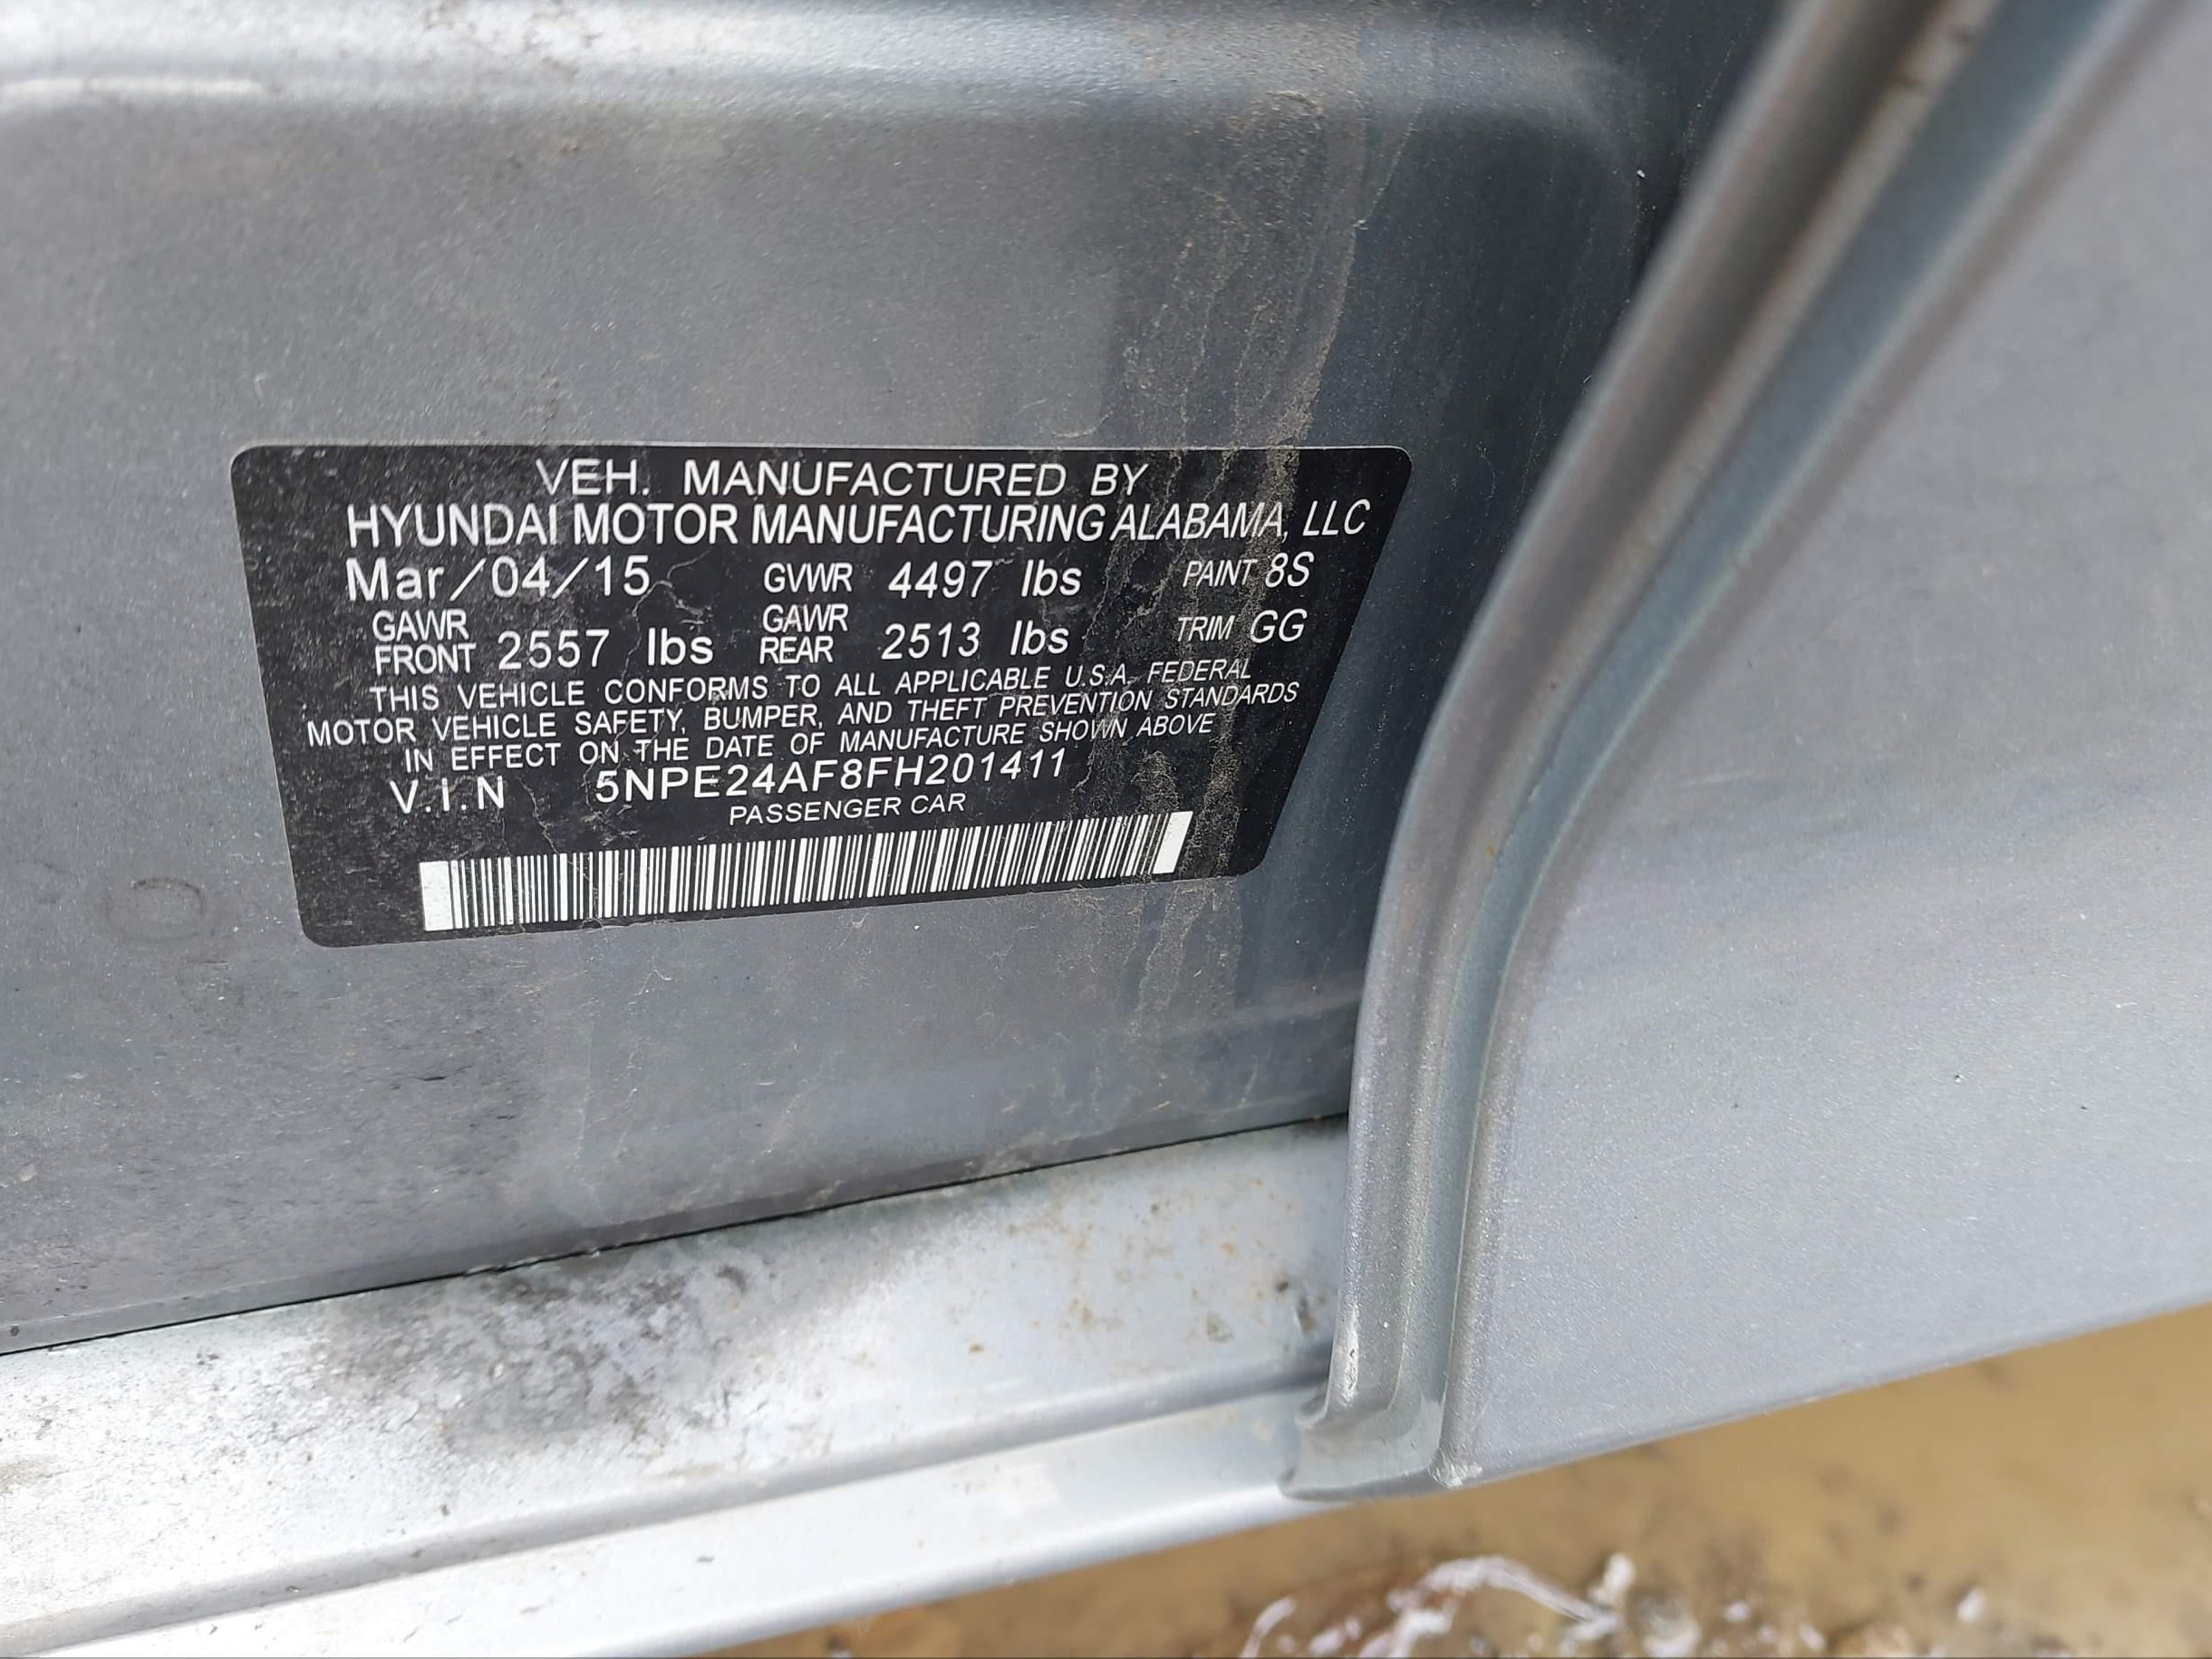 VEH. MANUFACTURED BY
HYUNDAI MOTOR MANUFACTURING ALABAMA, LLC
Mar/04/15 GVWR 4497 lbs PAINT 8S
GAWR FRONT 2557 lbs GAWR REAR 2513 lbs TRIM GG
THIS VEHICLE CONFORMS TO ALL APPLICABLE U.S.A. FEDERAL
MOTOR VEHICLE SAFETY, BUMPER, AND THEFT PREVENTION STANDARDS
IN EFFECT ON THE DATE OF MANUFACTURE SHOWN ABOVE
V.I.N 5NPE24AF8FH201411
PASSENGER CAR